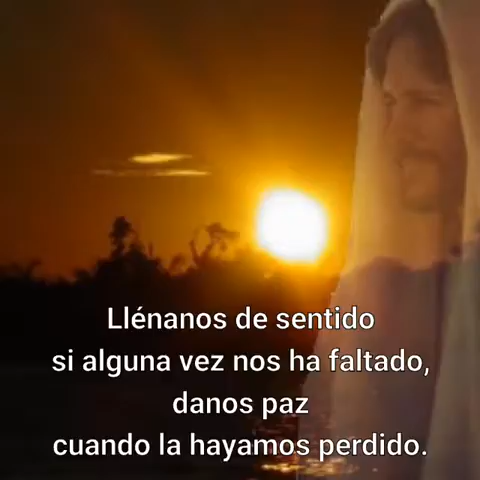 Llénanos de sentido
si alguna vez nos ha faltado,
danos paz
cuando la hayamos perdido.